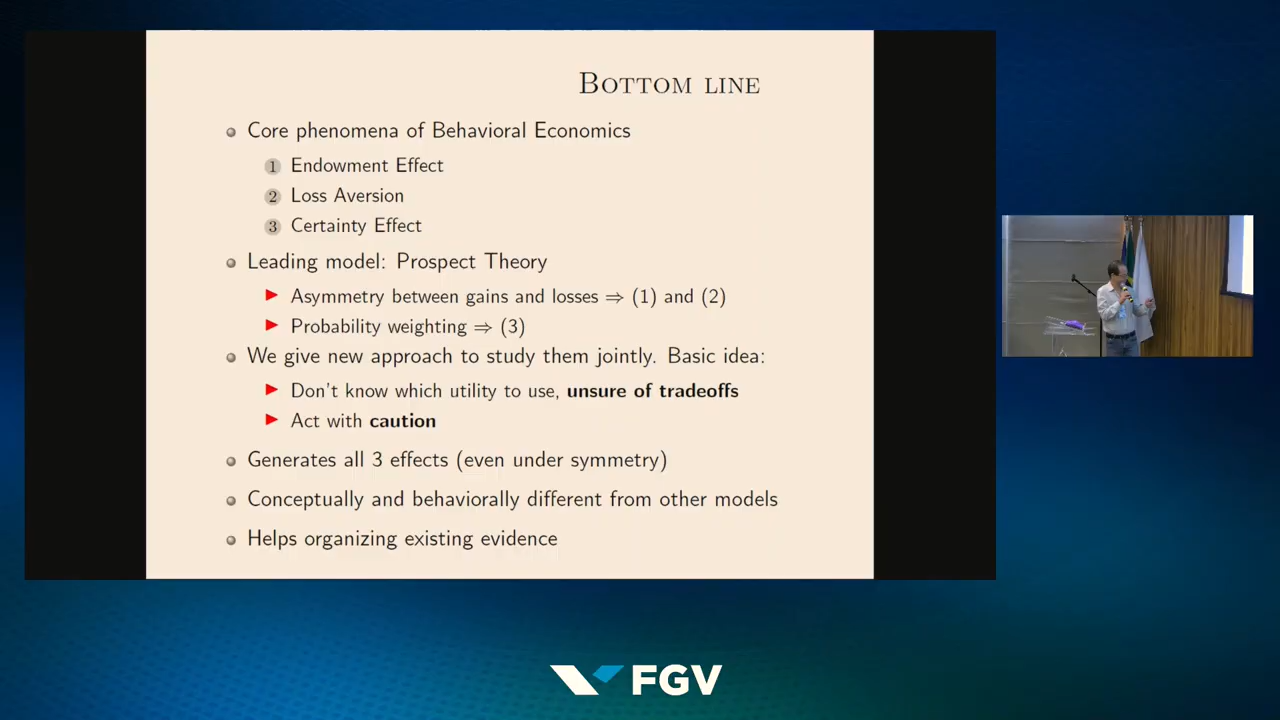 Bottom line
Core phenomena of Behavioral Economics
1 Endowment Effect
2 Loss Aversion
3 Certainty Effect
Leading model: Prospect Theory
Asymmetry between gains and losses ⇒ (1) and (2)
Probability weighting ⇒ (3)
We give new approach to study them jointly. Basic idea:
Don't know which utility to use, unsure of tradeoffs
Act with caution
Generates all 3 effects (even under symmetry)
Conceptually and behaviorally different from other models
Helps organizing existing evidence
FGV